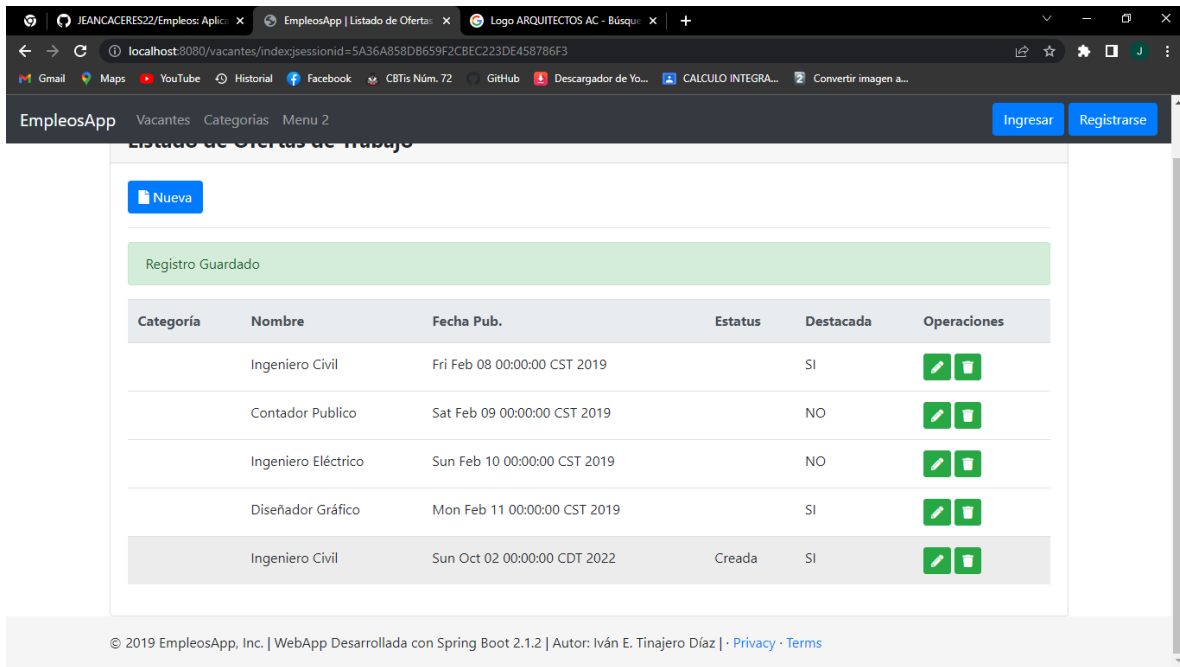 JEANCACERES22/Empleos: Aplica
EmpleosApp | Listado de Ofertas
Logo ARQUITECTOS AC - Búsque
localhost:8080/vacantes/index;jsessionid=5A36A858DB659F2CBEC223DE458786F3
J
Gmail Maps YouTube Historial Facebook CBTis Núm. 72 GitHub Descargador de Yo... CALCULO INTEGRA... Convertir imagen a...
EmpleosApp Vacantes Categorias Menu 2 Ingresar Registrarse
Listado de Ofertas de Trabajo
Nueva
Registro Guardado
Categoría Nombre Fecha Pub. Estatus Destacada Operaciones
Ingeniero Civil Fri Feb 08 00:00:00 CST 2019 SI
Contador Publico Sat Feb 09 00:00:00 CST 2019 NO
Ingeniero Eléctrico Sun Feb 10 00:00:00 CST 2019 NO
Diseñador Gráfico Mon Feb 11 00:00:00 CST 2019 SI
Ingeniero Civil Sun Oct 02 00:00:00 CDT 2022 Creada SI
© 2019 EmpleosApp, Inc. | WebApp Desarrollada con Spring Boot 2.1.2 | Autor: Iván E. Tinajero Díaz | · Privacy · Terms